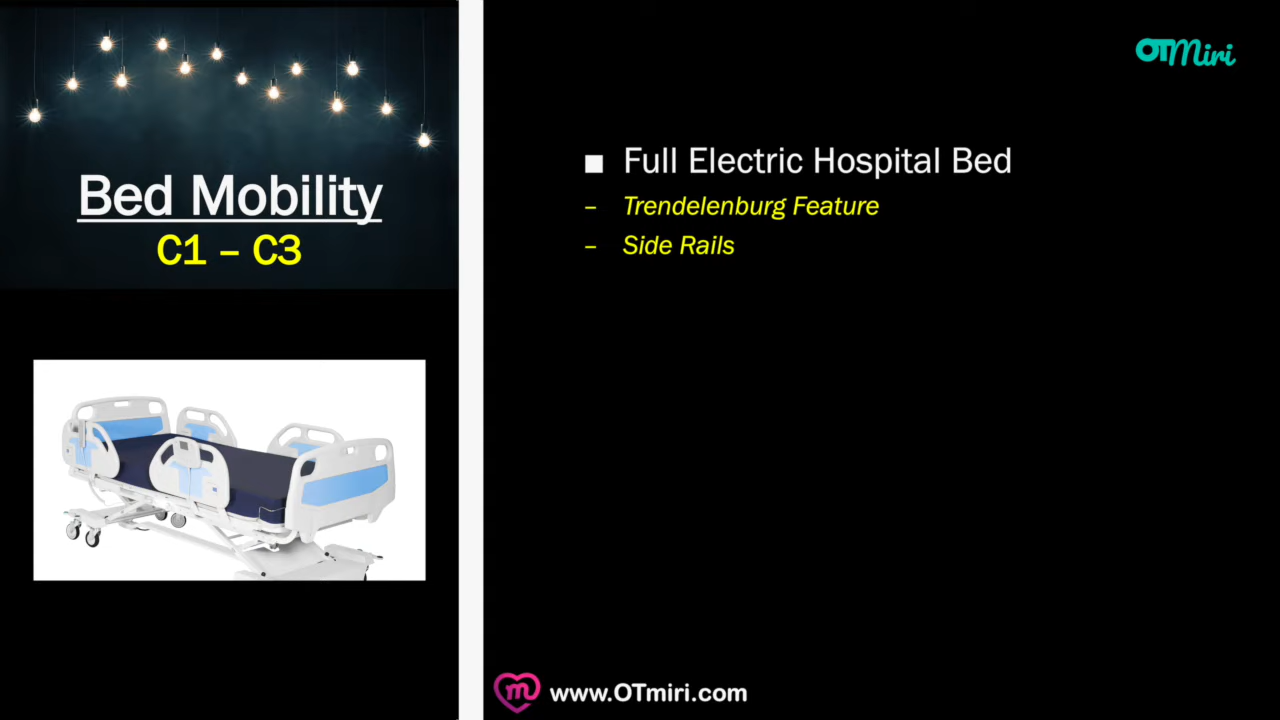 Bed Mobility
C1 – C3
OTMiri
■ Full Electric Hospital Bed
– Trendelenburg Feature
– Side Rails
m www.OTmiri.com